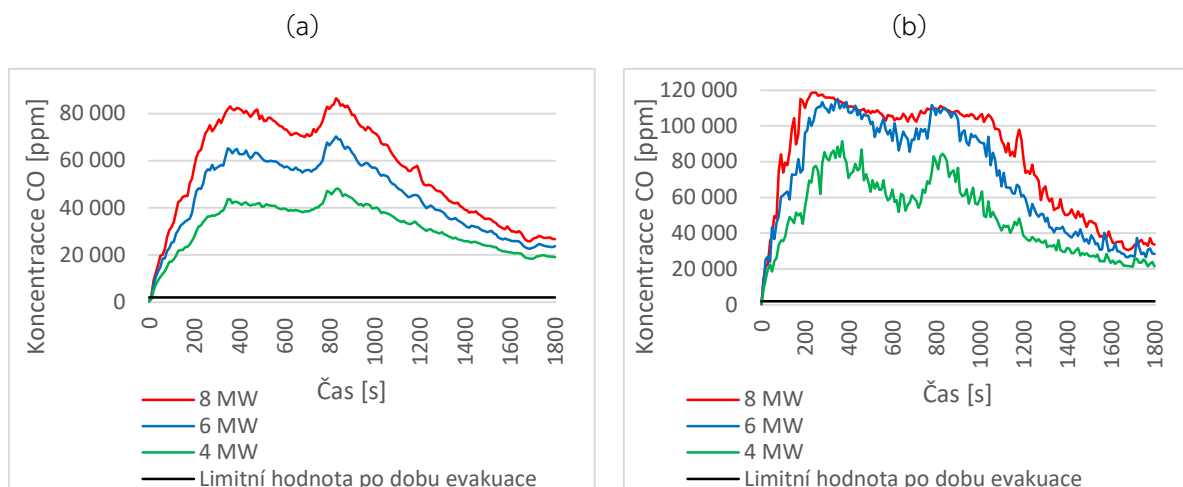 (a)
Koncentracce CO [ppm]
80 000
60 000
40 000
20 000
0
0 200 400 600 800 1000 1200 1400 1600 1800
Čas [s]
8 MW
6 MW
4 MW
Limitní hodnota po dobu evakuace
(b)
Koncentracce CO [ppm]
120 000
100 000
80 000
60 000
40 000
20 000
0
0 200 400 600 800 1000 1200 1400 1600 1800
Čas [s]
8 MW
6 MW
4 MW
Limitní hodnota po dobu evakuace